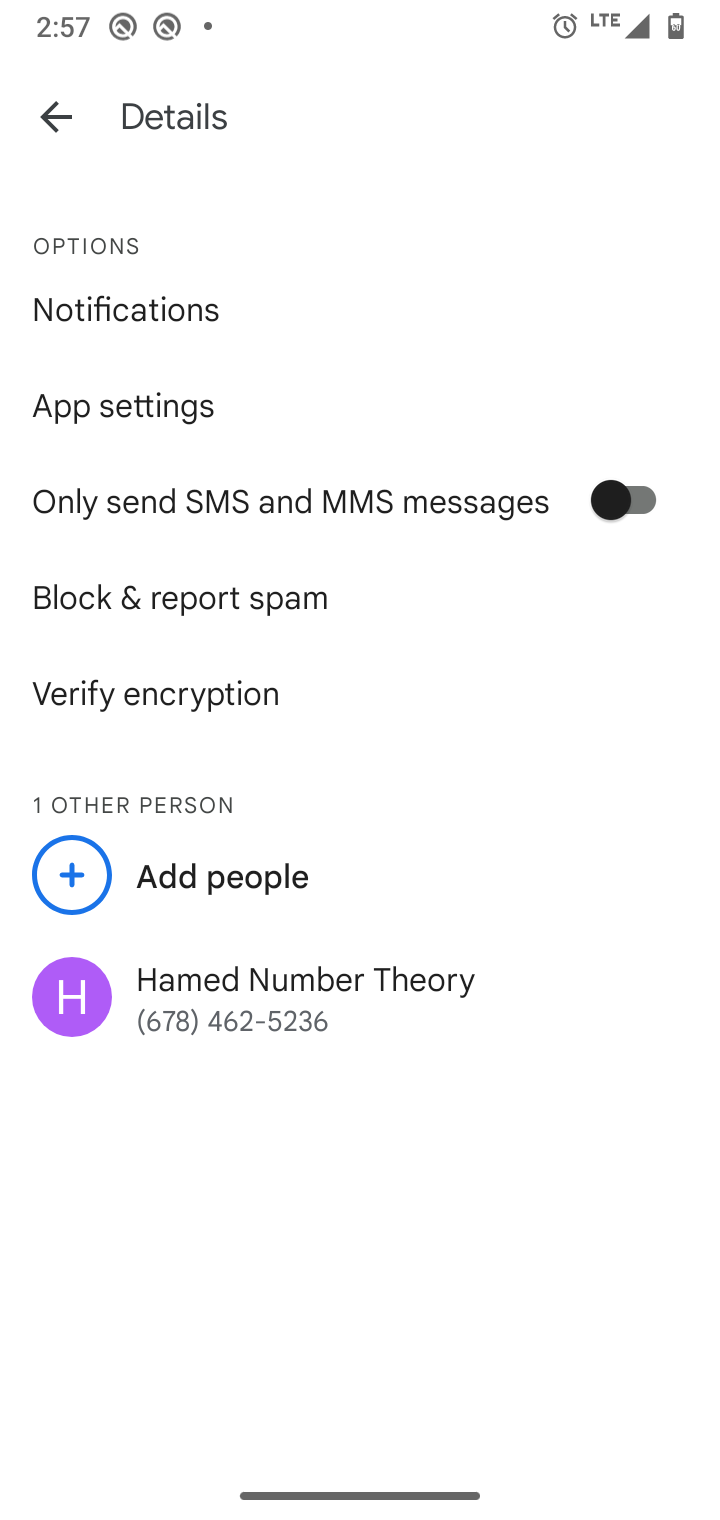 2:57 LTE
Details
OPTIONS
Notifications
App settings
Only send SMS and MMS messages
Block & report spam
Verify encryption
1 OTHER PERSON
Add people
H
Hamed Number Theory
(678) 462-5236